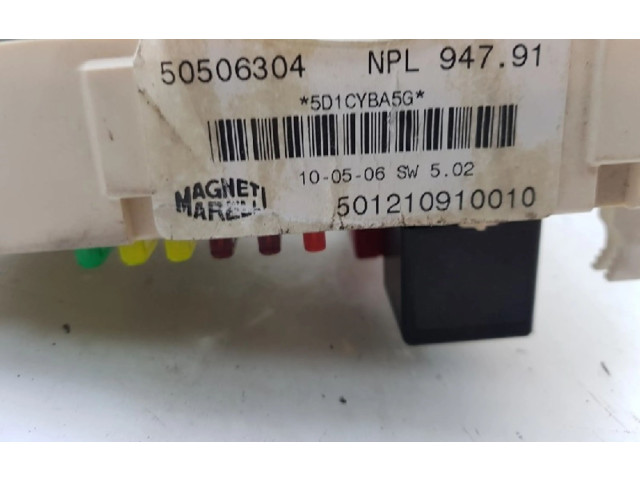 50506304 NPL 947.91
*5D1CYBA5G*
10-05-06 SW 5.02
MAGNETI
MARELLI
501210910010